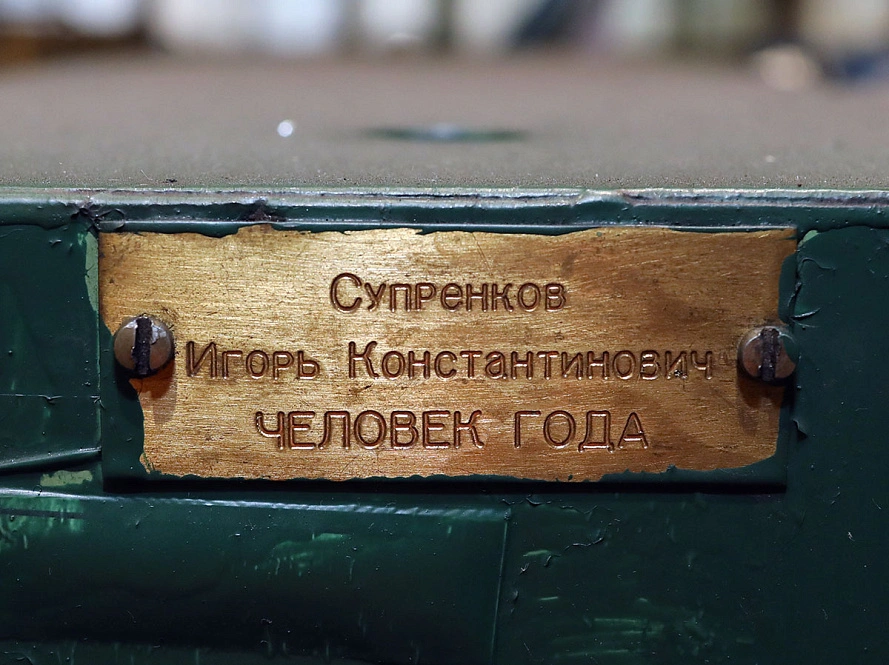 Супренков
Игорь Константинович
ЧЕЛОВЕК ГОДА